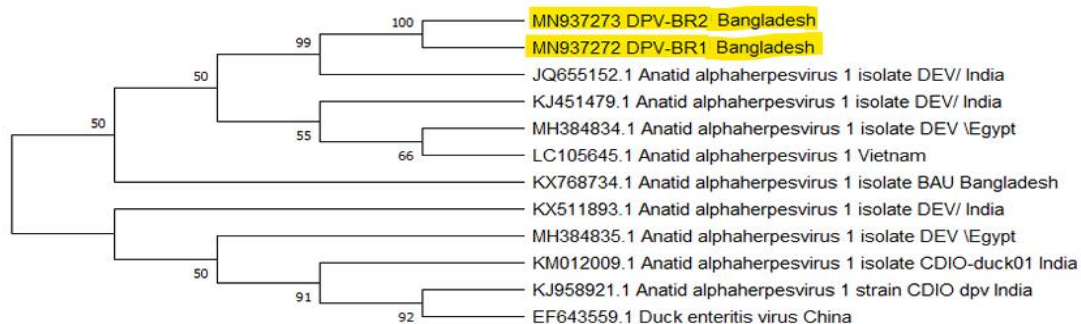 100
MN937273 DPV-BR2 Bangladesh
99
MN937272 DPV-BR1 Bangladesh
50
JQ655152.1 Anatid alphaherpesvirus 1 isolate DEV/ India
KJ451479.1 Anatid alphaherpesvirus 1 isolate DEV/ India
50
55
MH384834.1 Anatid alphaherpesvirus 1 isolate DEV \Egypt
66
LC105645.1 Anatid alphaherpesvirus 1 Vietnam
KX768734.1 Anatid alphaherpesvirus 1 isolate BAU Bangladesh
KX511893.1 Anatid alphaherpesvirus 1 isolate DEV/ India
MH384835.1 Anatid alphaherpesvirus 1 isolate DEV \Egypt
50
KM012009.1 Anatid alphaherpesvirus 1 isolate CDIO-duck01 India
91
KJ958921.1 Anatid alphaherpesvirus 1 strain CDIO dpv India
92
EF643559.1 Duck enteritis virus China